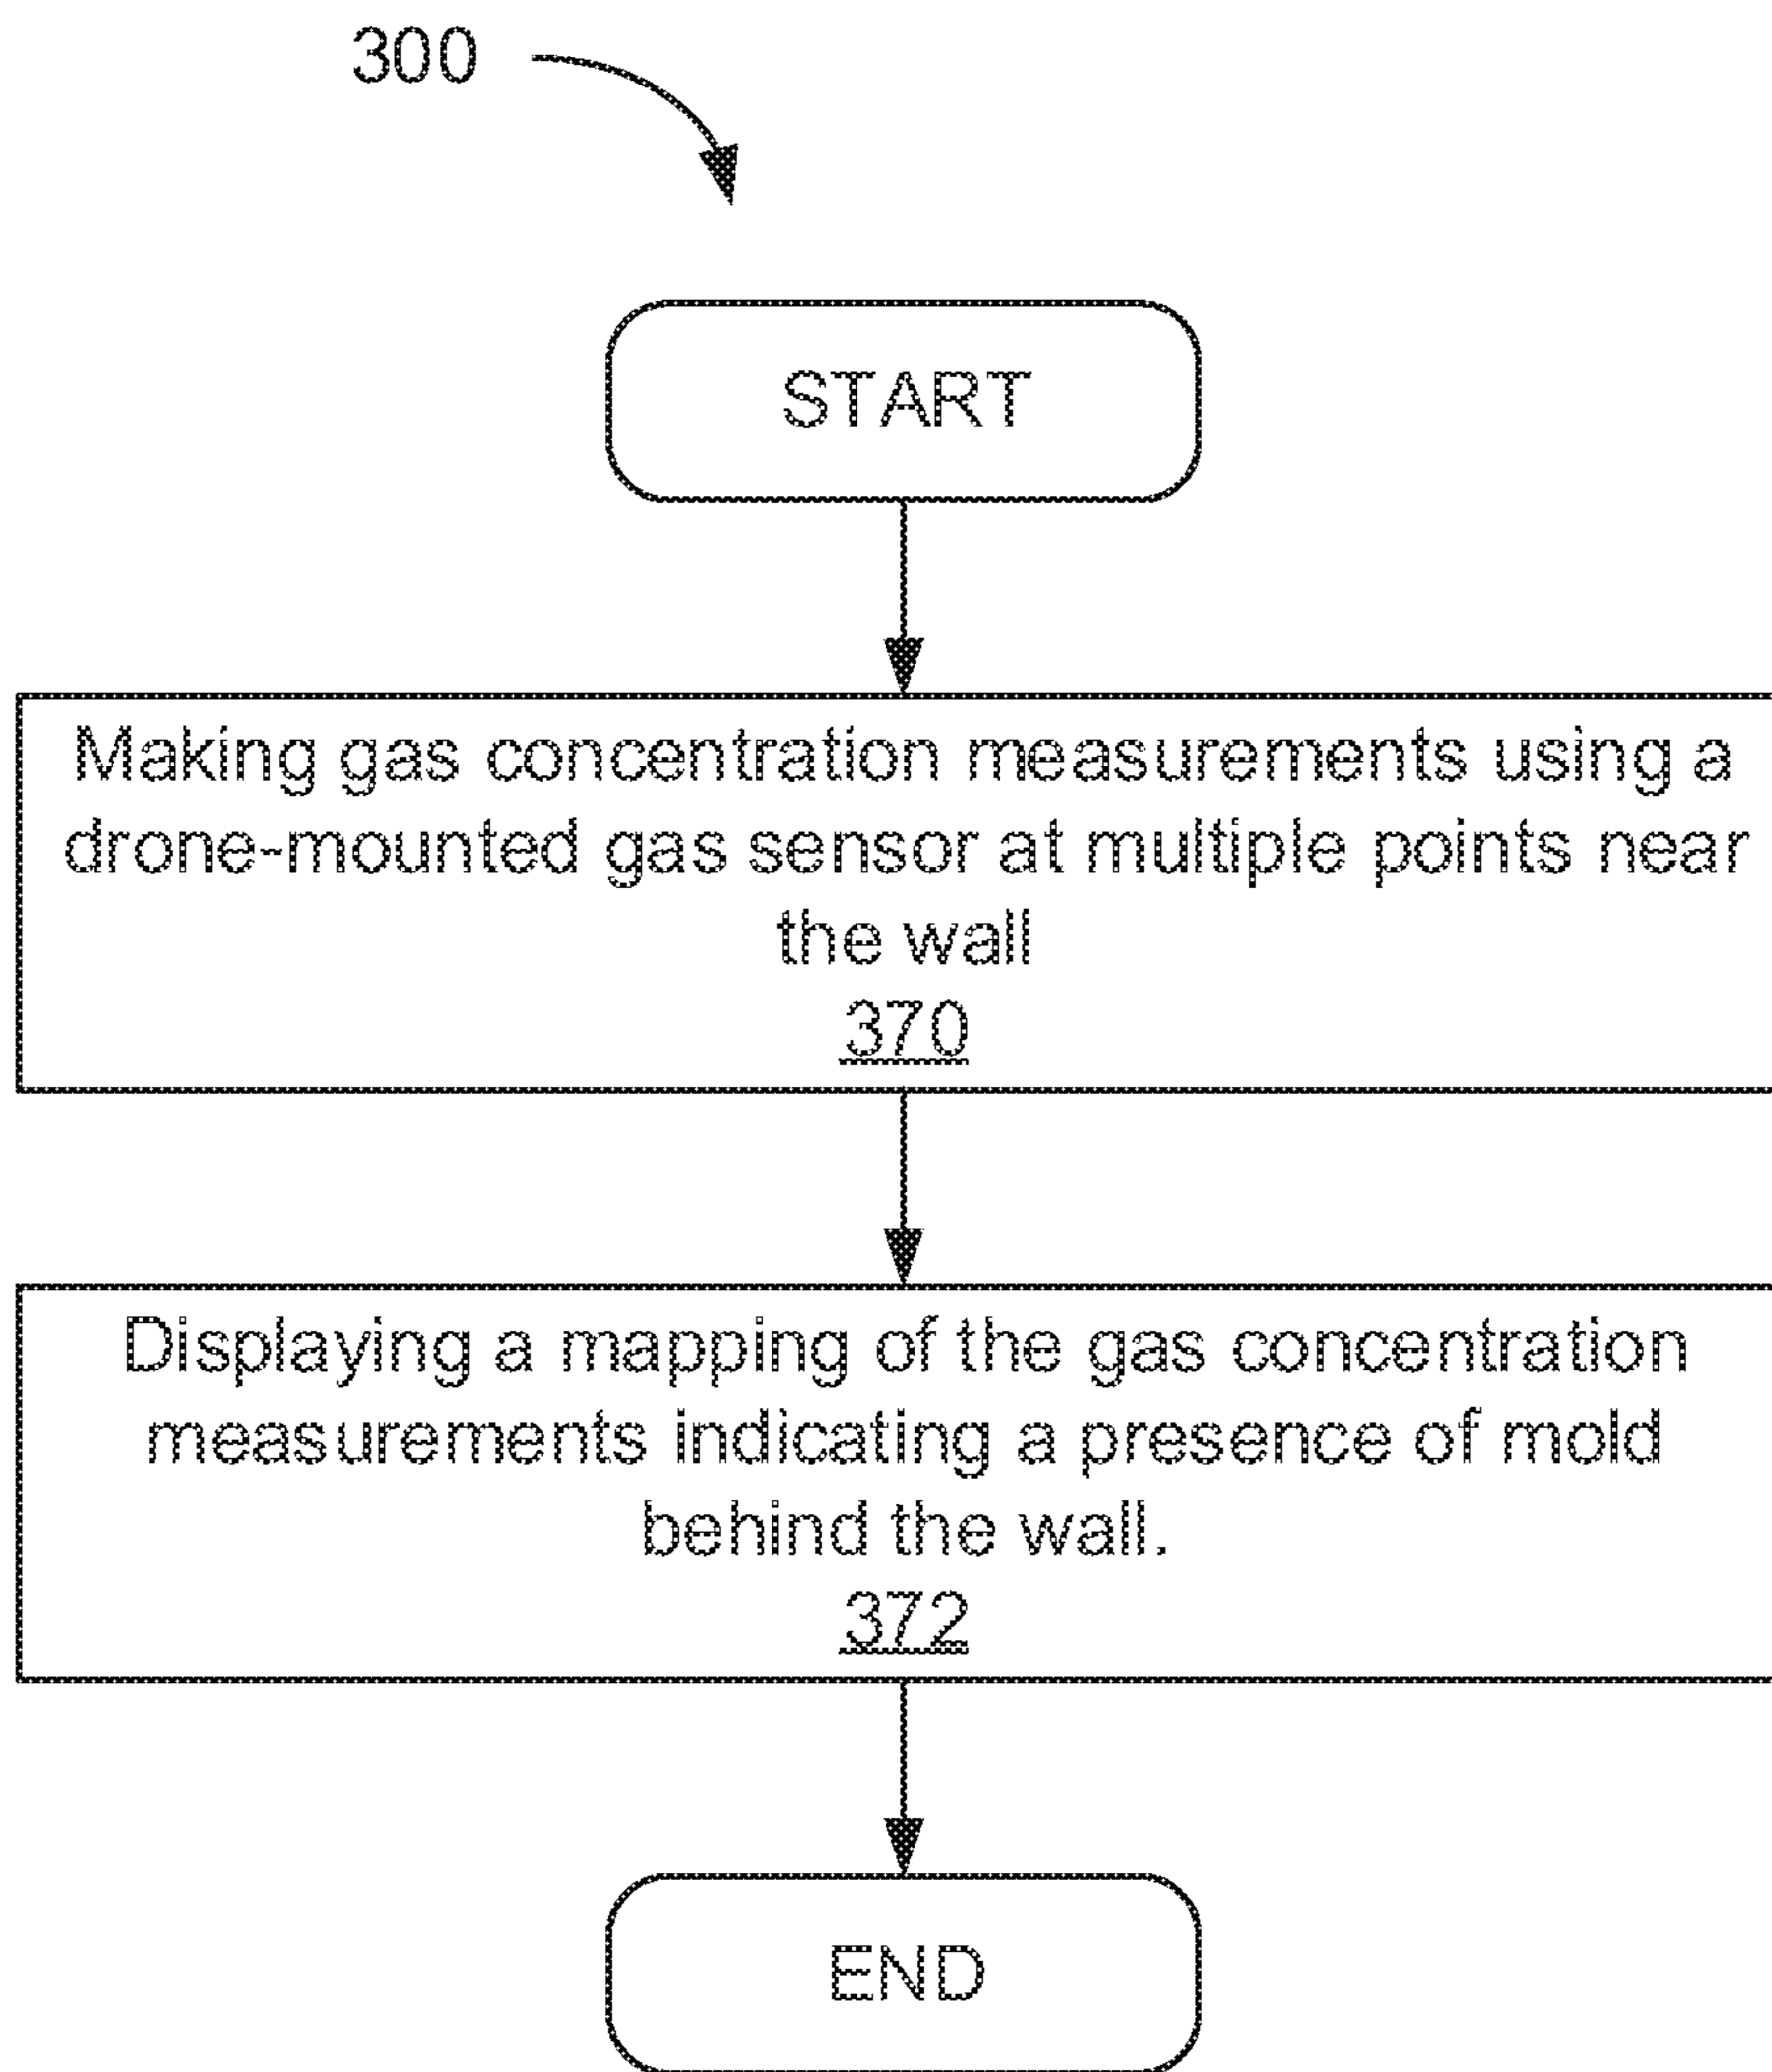 300
START
Making gas concentration measurements using a
drone-mounted gas sensor at multiple points near
the wall
370
Displaying a mapping of the gas concentration
measurements indicating a presence of mold
behind the wall.
372
END